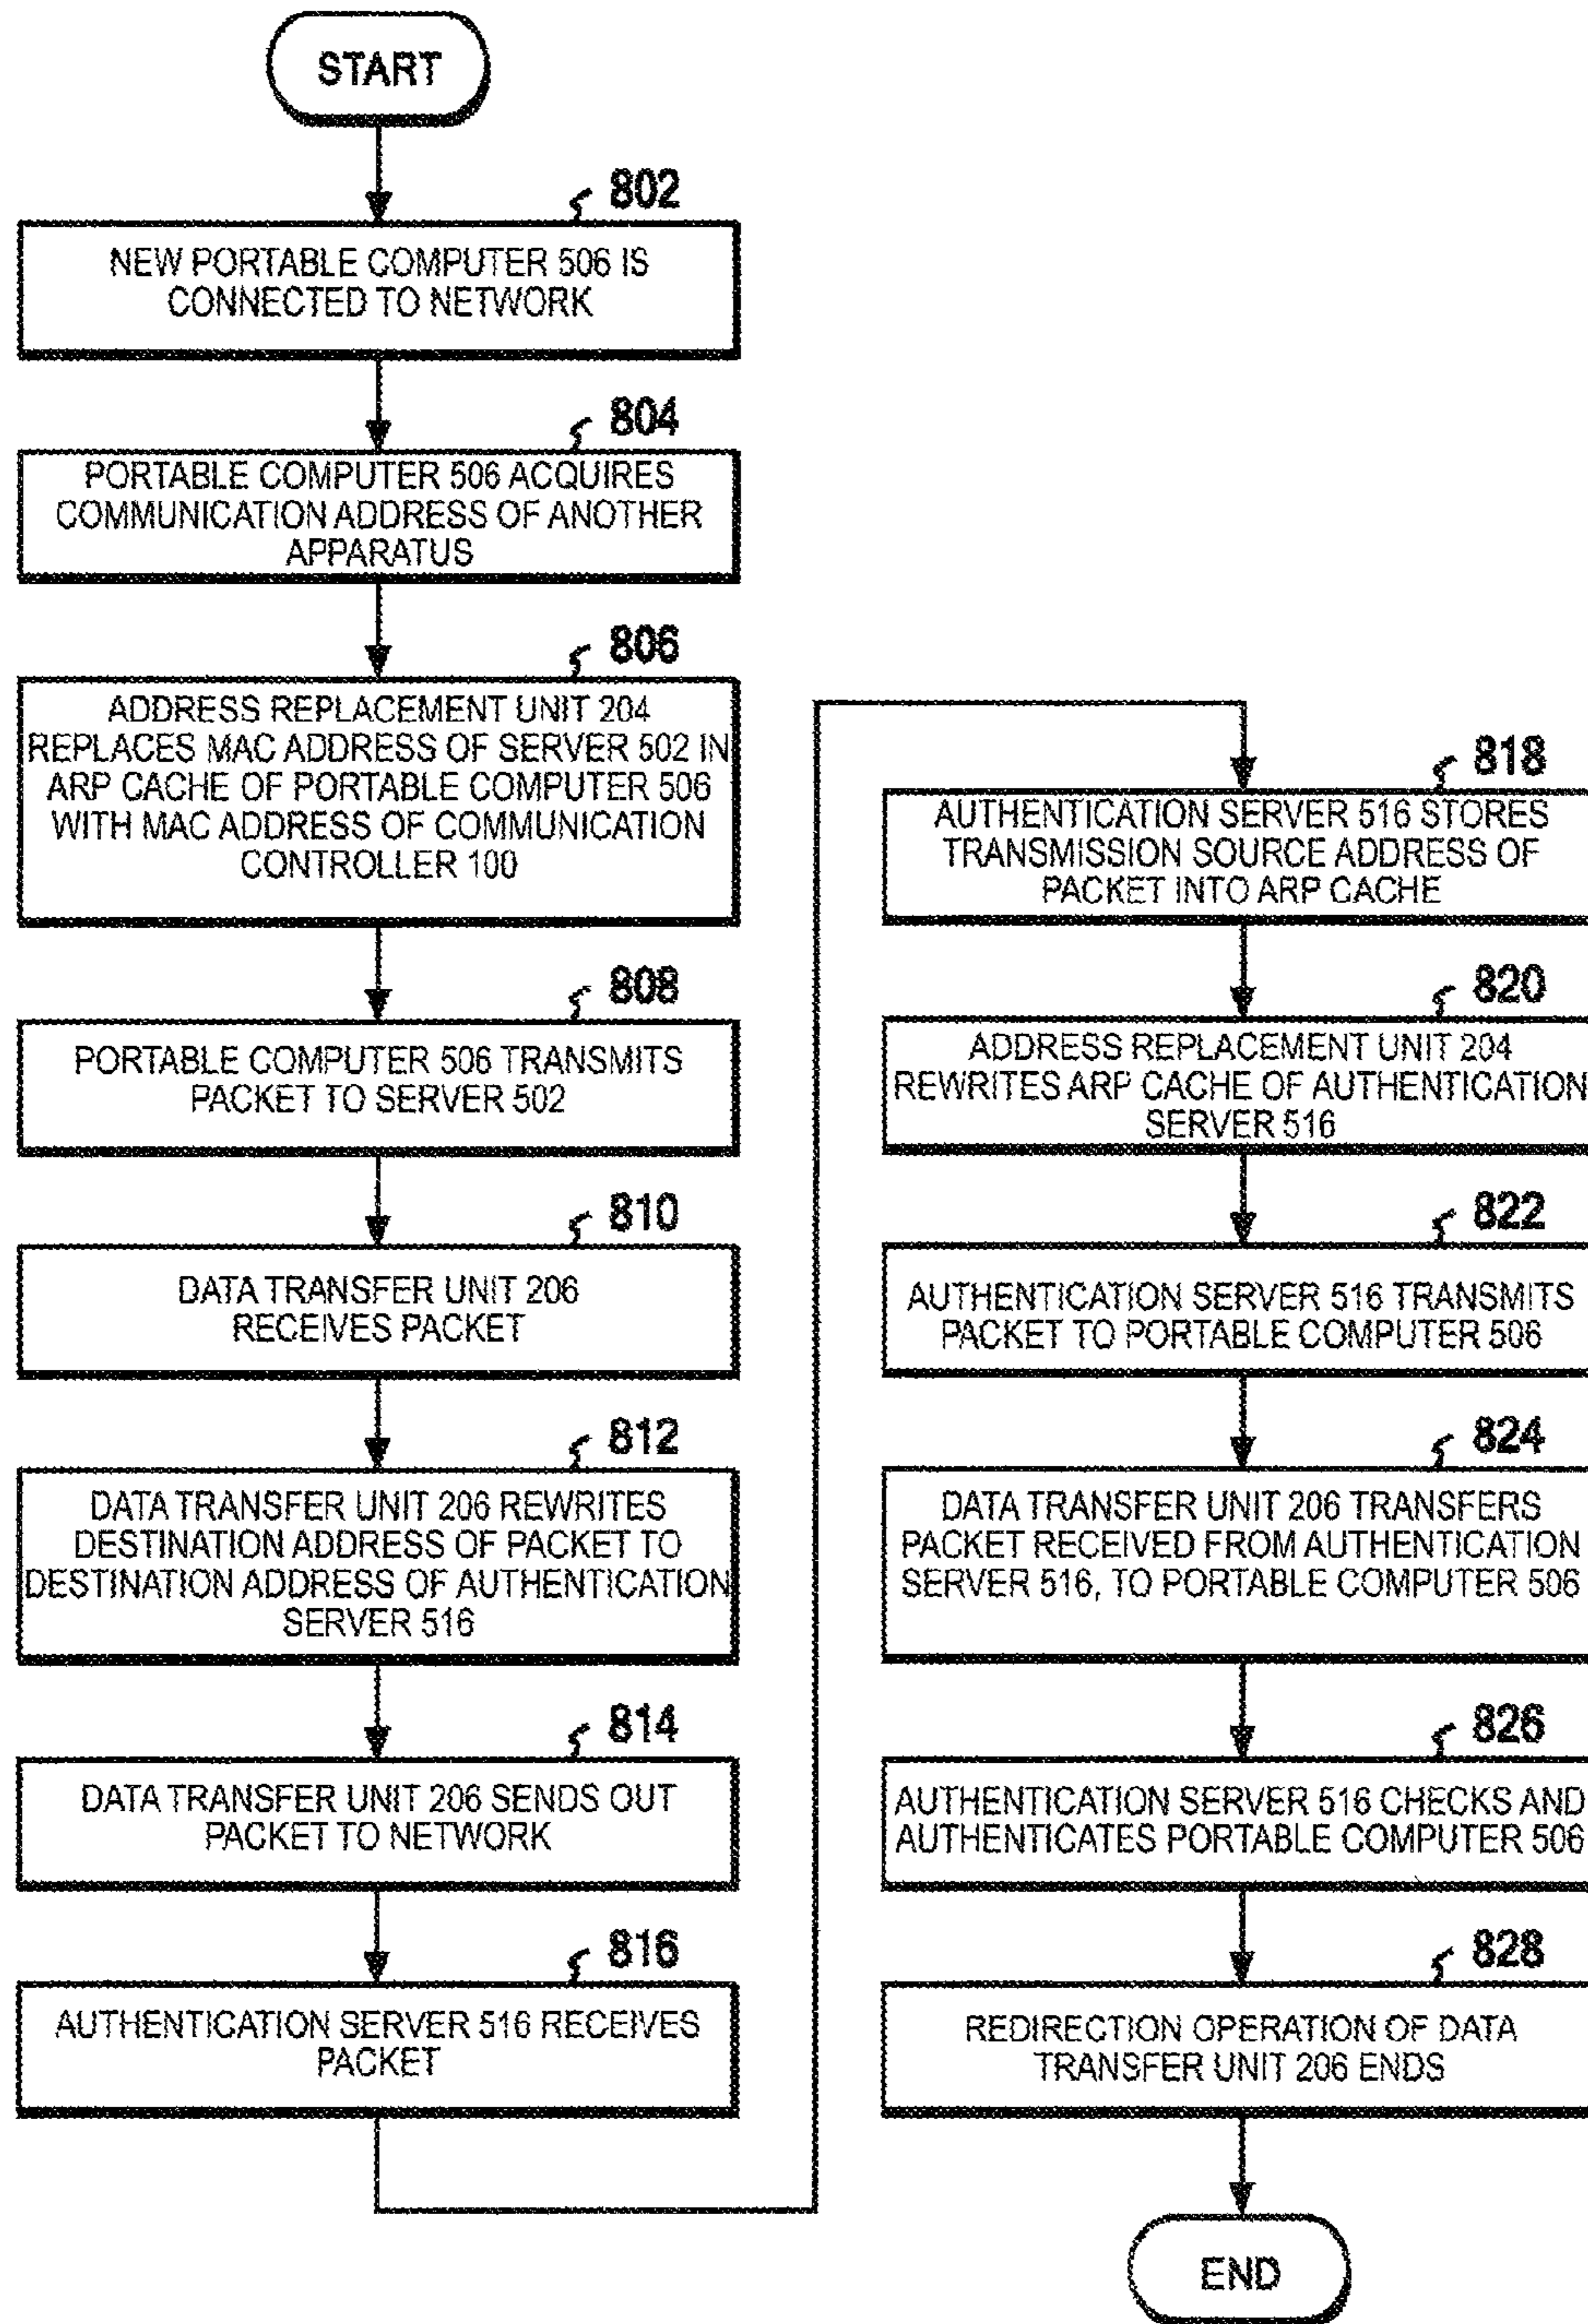 START
802
NEW PORTABLE COMPUTER 506 IS
CONNECTED TO NETWORK
804
PORTABLE COMPUTER 506 ACQUIRES
COMMUNICATION ADDRESS OF ANOTHER
APPARATUS
806
ADDRESS REPLACEMENT UNIT 204
REPLACES MAC ADDRESS OF SERVER 502 IN
ARP CACHE OF PORTABLE COMPUTER 506
WITH MAC ADDRESS OF COMMUNICATION
CONTROLLER 100
808
PORTABLE COMPUTER 506 TRANSMITS
PACKET TO SERVER 502
810
DATA TRANSFER UNIT 206
RECEIVES PACKET
812
DATA TRANSFER UNIT 206 REWRITES
DESTINATION ADDRESS OF PACKET TO
DESTINATION ADDRESS OF AUTHENTICATION
SERVER 516
814
DATA TRANSFER UNIT 206 SENDS OUT
PACKET TO NETWORK
816
AUTHENTICATION SERVER 516 RECEIVES
PACKET
818
AUTHENTICATION SERVER 516 STORES
TRANSMISSION SOURCE ADDRESS OF
PACKET INTO ARP CACHE
820
ADDRESS REPLACEMENT UNIT 204
REWRITES ARP CACHE OF AUTHENTICATION
SERVER 516
822
AUTHENTICATION SERVER 516 TRANSMITS
PACKET TO PORTABLE COMPUTER 506
824
DATA TRANSFER UNIT 206 TRANSFERS
PACKET RECEIVED FROM AUTHENTICATION
SERVER 516, TO PORTABLE COMPUTER 506
826
AUTHENTICATION SERVER 516 CHECKS AND
AUTHENTICATES PORTABLE COMPUTER 506
828
REDIRECTION OPERATION OF DATA
TRANSFER UNIT 206 ENDS
END